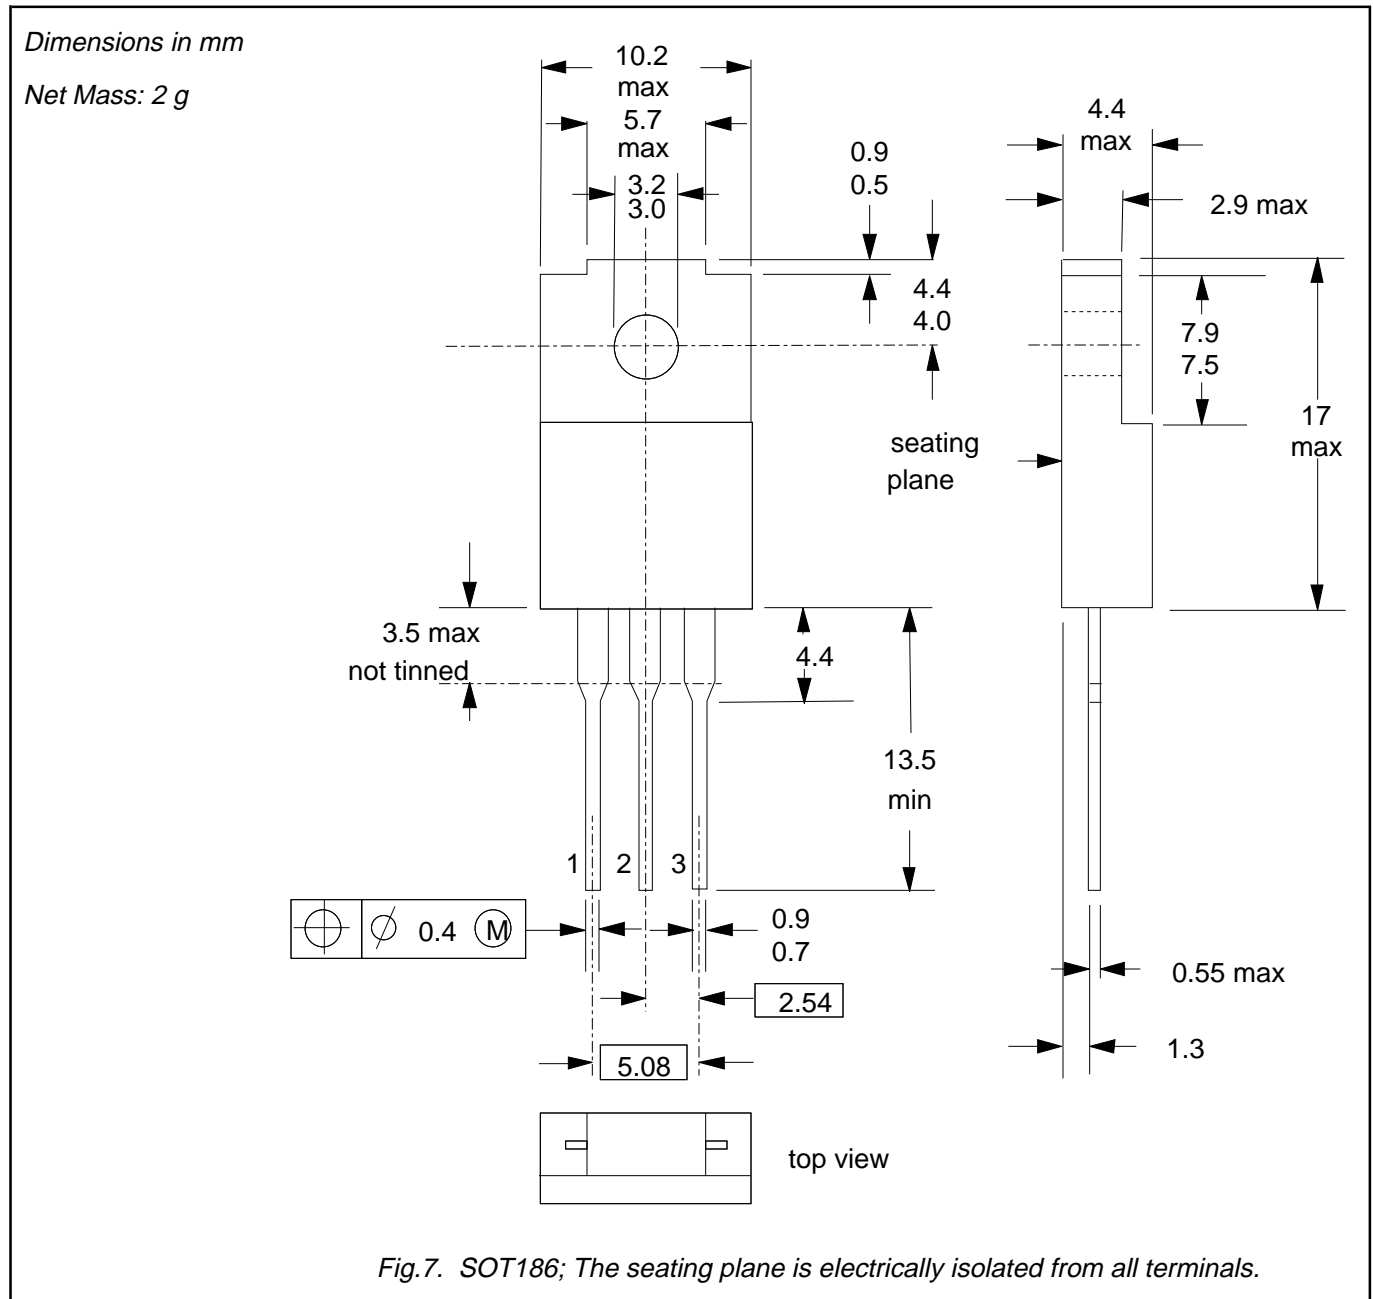 Dimensions in mm
Net Mass: 2 g
10.2
max
5.7
max
3.2
3.0
0.9
0.5
4.4
4.0
4.4
max
2.9 max
7.9
7.5
17
max
seating
plane
3.5 max
not tinned
4.4
13.5
min
1 2 3
0.4 M
0.9
0.7
2.54
5.08
0.55 max
1.3
top view
Fig.7. SOT186; The seating plane is electrically isolated from all terminals.